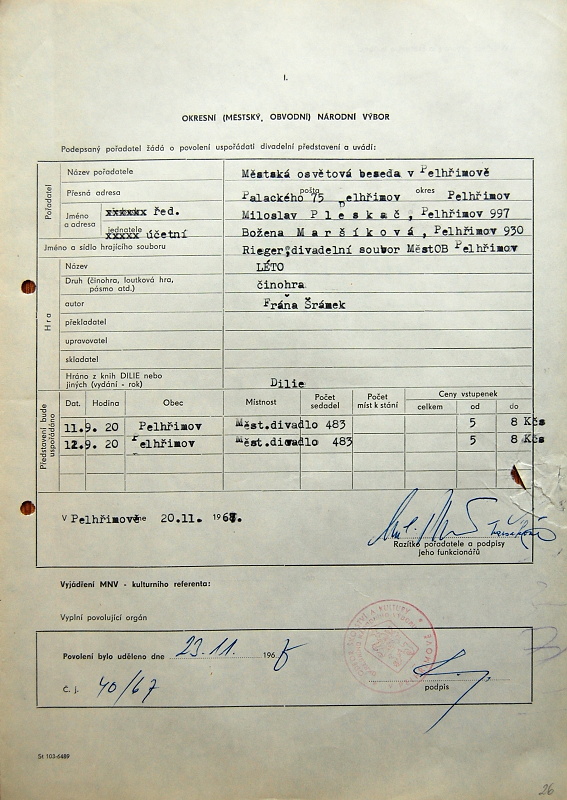 I.
OKRESNÍ (MĚSTSKÝ, OBVODNÍ) NÁRODNÍ VÝBOR
Podepsaný pořadatel žádá o povolení uspořádati divadelní představení a uvádí:
Pořadatel
Název pořadatele Městská osvětová beseda v Pelhřimově
Přesná adresa Palackého 75 pošta Pelhřimov okres Pelhřimov
Jméno a adresa xxxxxx řed. Miloslav Pleskač, Pelhřimov 997
jednatele xxxxx účetní Božena Maršíková, Pelhřimov 930
Jméno a sídlo hrajícího souboru Rieger.divadelní soubor MěstOB Pelhřimov
Hra
Název LÉTO
Druh (činohra, loutková hra, pásmo atd.) činohra
autor Fráňa Šrámek
překladatel
upravovatel
skladatel
Hráno z knih DILIE nebo jiných (vydání - rok) Dilie
Představení bude uspořádáno
Dat. Hodina Obec Místnost Počet sedadel Počet míst k stání Ceny vstupenek
celkem od do
11.9. 20 Pelhřimov Měst.divadlo 483 5 8 Kčs
12.9. 20 Pelhřimov Měst.divadlo 483 5 8 Kčs
V Pelhřimově dne 20.11. 1967.
Razítko pořadatele a podpisy
jeho funkcionářů
Vyjádření MNV - kulturního referenta:
Vyplní povolující orgán
Povolení bylo uděleno dne 23.11. 1967
Č. j. 40/67
podpis
St 103-6489
26